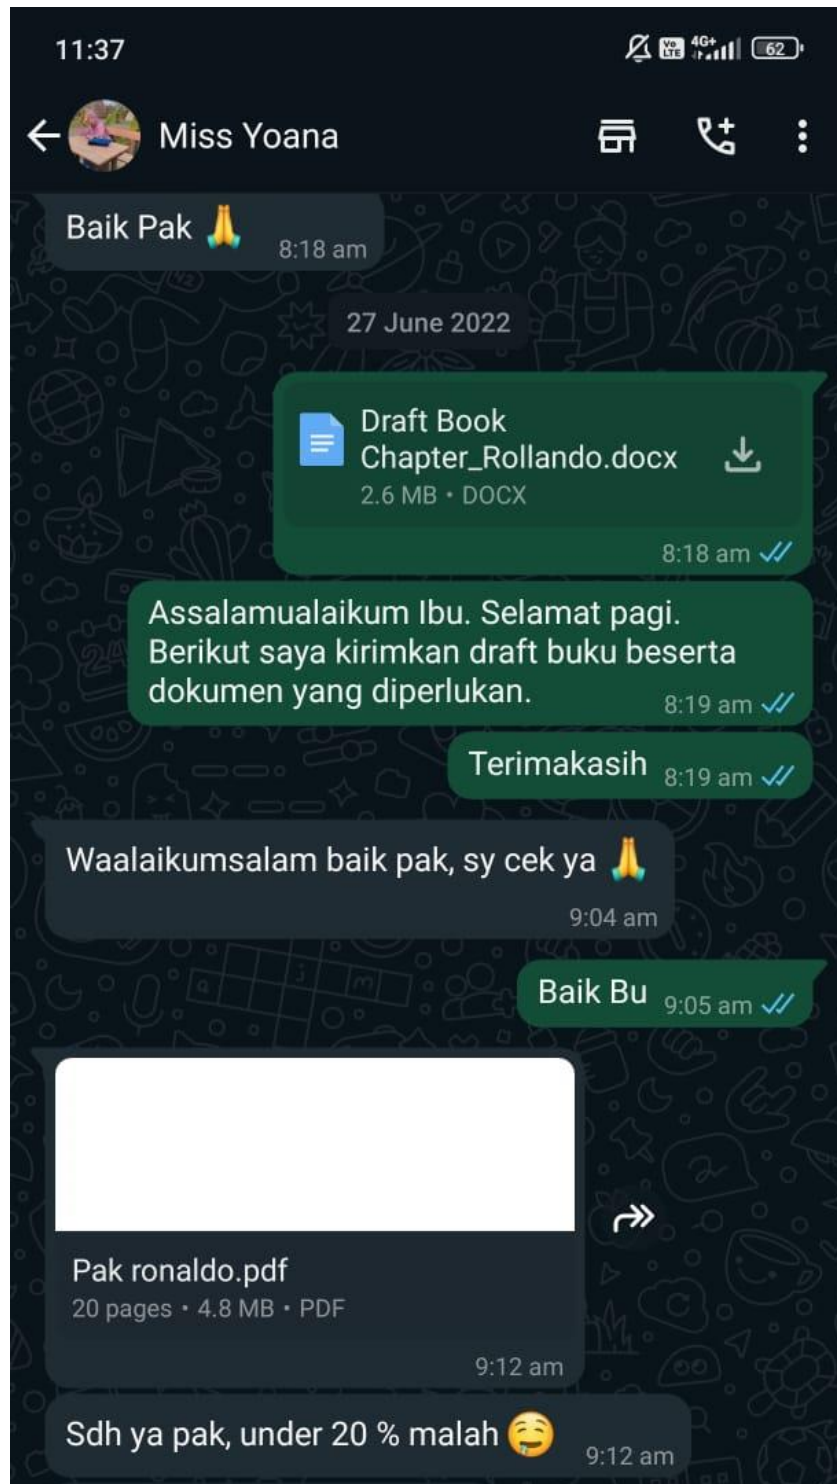 11:37
Vo LTE 4G+ 62
Miss Yoana
Baik Pak 🙏
8:18 am
27 June 2022
Draft Book
Chapter_Rollando.docx
2.6 MB • DOCX
8:18 am
Assalamualaikum Ibu. Selamat pagi.
Berikut saya kirimkan draft buku beserta
dokumen yang diperlukan.
8:19 am
Terimakasih
8:19 am
Waalaikumsalam baik pak, sy cek ya 🙏
9:04 am
Baik Bu
9:05 am
Pak ronaldo.pdf
20 pages • 4.8 MB • PDF
9:12 am
Sdh ya pak, under 20 % malah 🤤
9:12 am